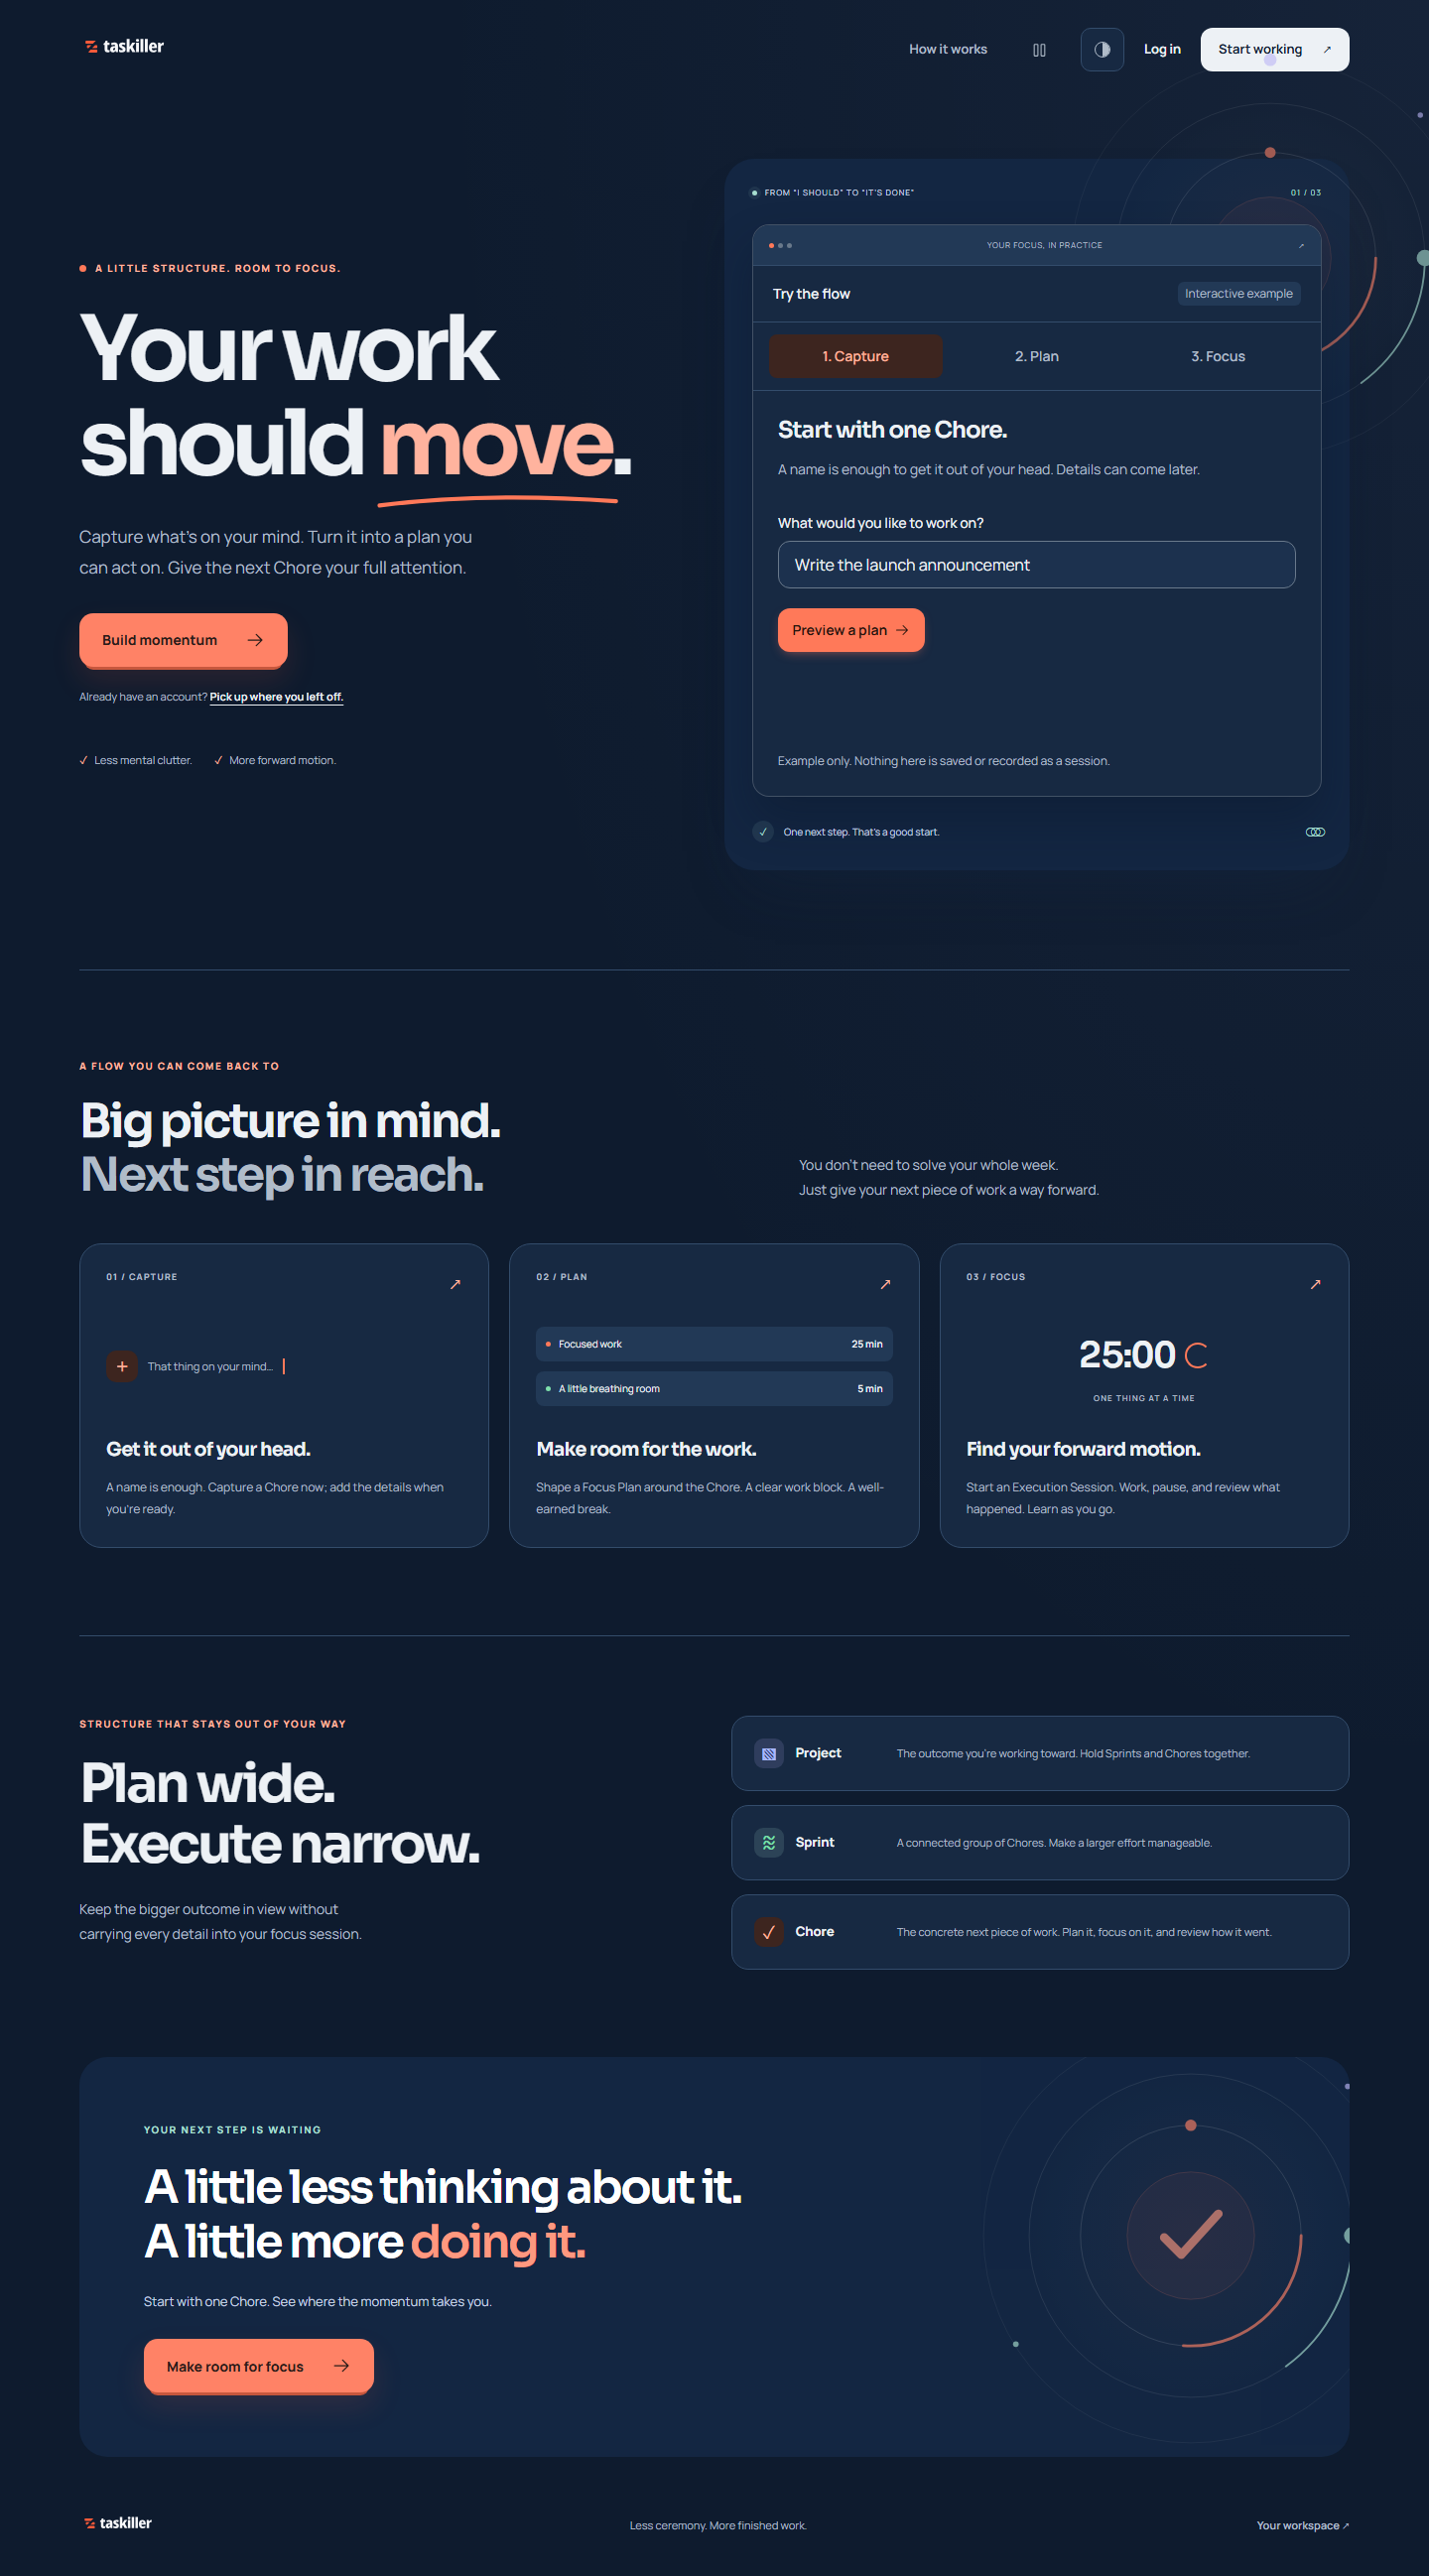 taskiller
How it works
Log in
Start working ↗
A LITTLE STRUCTURE. ROOM TO FOCUS.
Your work
should move.
Capture what's on your mind. Turn it into a plan you
can act on. Give the next Chore your full attention.
Build momentum →
Already have an account? Pick up where you left off.
✓ Less mental clutter. ✓ More forward motion.
FROM "I SHOULD" TO "IT'S DONE"
01 / 03
YOUR FOCUS, IN PRACTICE ↗
Try the flow
Interactive example
1. Capture
2. Plan
3. Focus
Start with one Chore.
A name is enough to get it out of your head. Details can come later.
What would you like to work on?
Write the launch announcement
Preview a plan →
Example only. Nothing here is saved or recorded as a session.
✓ One next step. That's a good start.
A FLOW YOU CAN COME BACK TO
Big picture in mind.
Next step in reach.
You don't need to solve your whole week.
Just give your next piece of work a way forward.
01 / CAPTURE ↗
+ That thing on your mind...
Get it out of your head.
A name is enough. Capture a Chore now; add the details when
you're ready.
02 / PLAN ↗
Focused work 25 min
A little breathing room 5 min
Make room for the work.
Shape a Focus Plan around the Chore. A clear work block. A well-
earned break.
03 / FOCUS ↗
25:00
ONE THING AT A TIME
Find your forward motion.
Start an Execution Session. Work, pause, and review what
happened. Learn as you go.
STRUCTURE THAT STAYS OUT OF YOUR WAY
Plan wide.
Execute narrow.
Keep the bigger outcome in view without
carrying every detail into your focus session.
Project The outcome you're working toward. Hold Sprints and Chores together.
Sprint A connected group of Chores. Make a larger effort manageable.
Chore The concrete next piece of work. Plan it, focus on it, and review how it went.
YOUR NEXT STEP IS WAITING
A little less thinking about it.
A little more doing it.
Start with one Chore. See where the momentum takes you.
Make room for focus →
taskiller
Less ceremony. More finished work.
Your workspace ↗